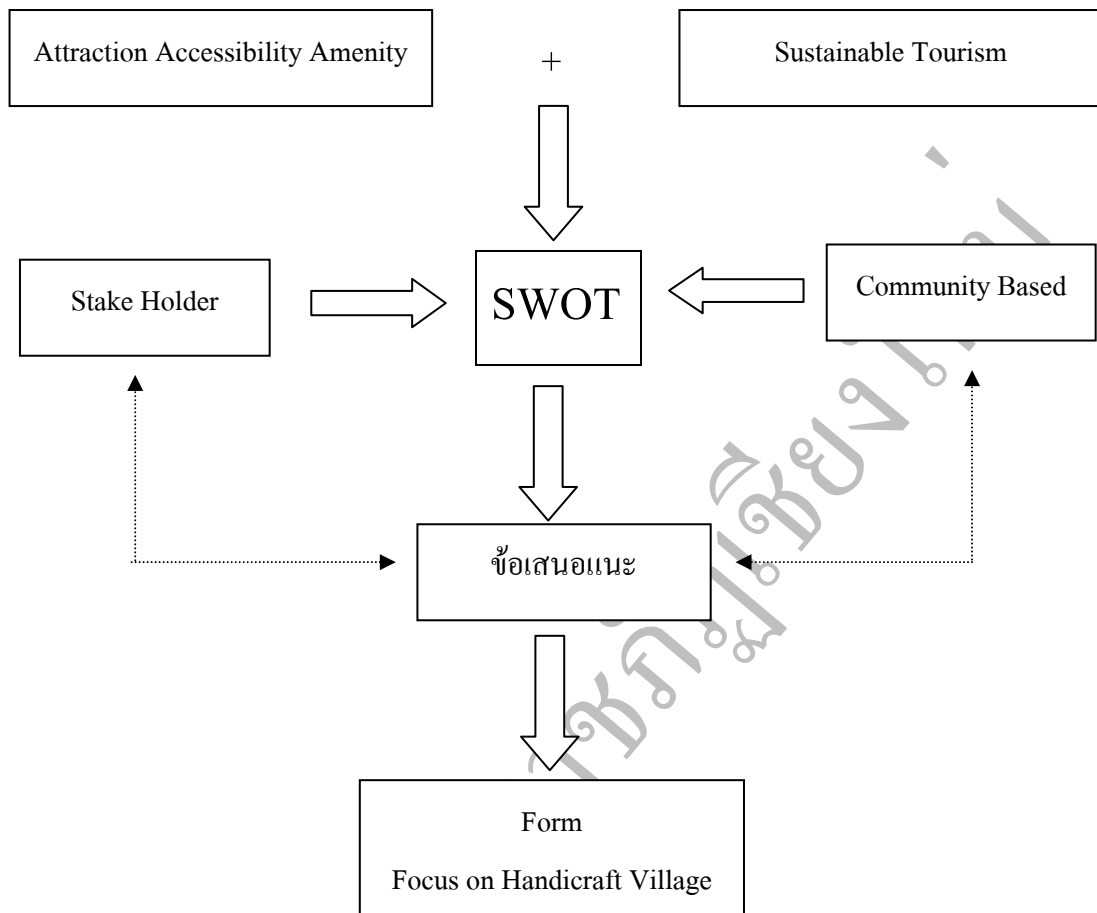 Attraction Accessibility Amenity
+
Sustainable Tourism
Stake Holder
SWOT
Community Based
ข้อเสนอแนะ
Form
Focus on Handicraft Village